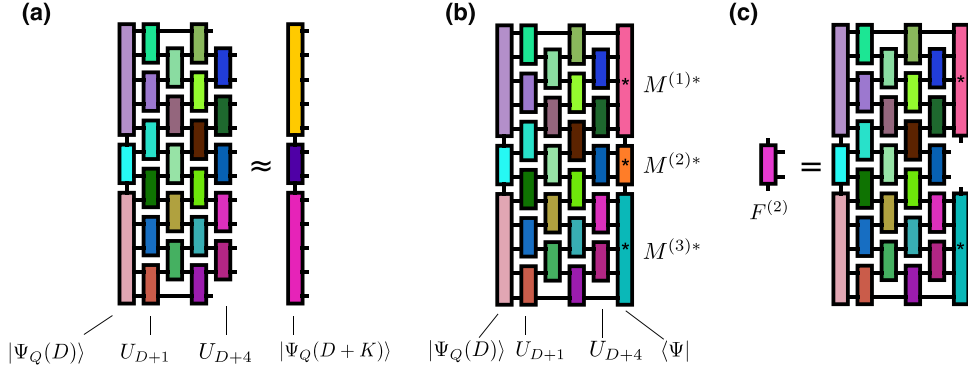 (a)
(b)
(c)
≈
* M^{(1)*}
* M^{(2)*}
* M^{(3)*}
=
F^{(2)}
*
*
|Ψ_Q(D)⟩ U_{D+1} U_{D+4} |Ψ_Q(D + K)⟩
|Ψ_Q(D)⟩ U_{D+1} U_{D+4} ⟨Ψ|